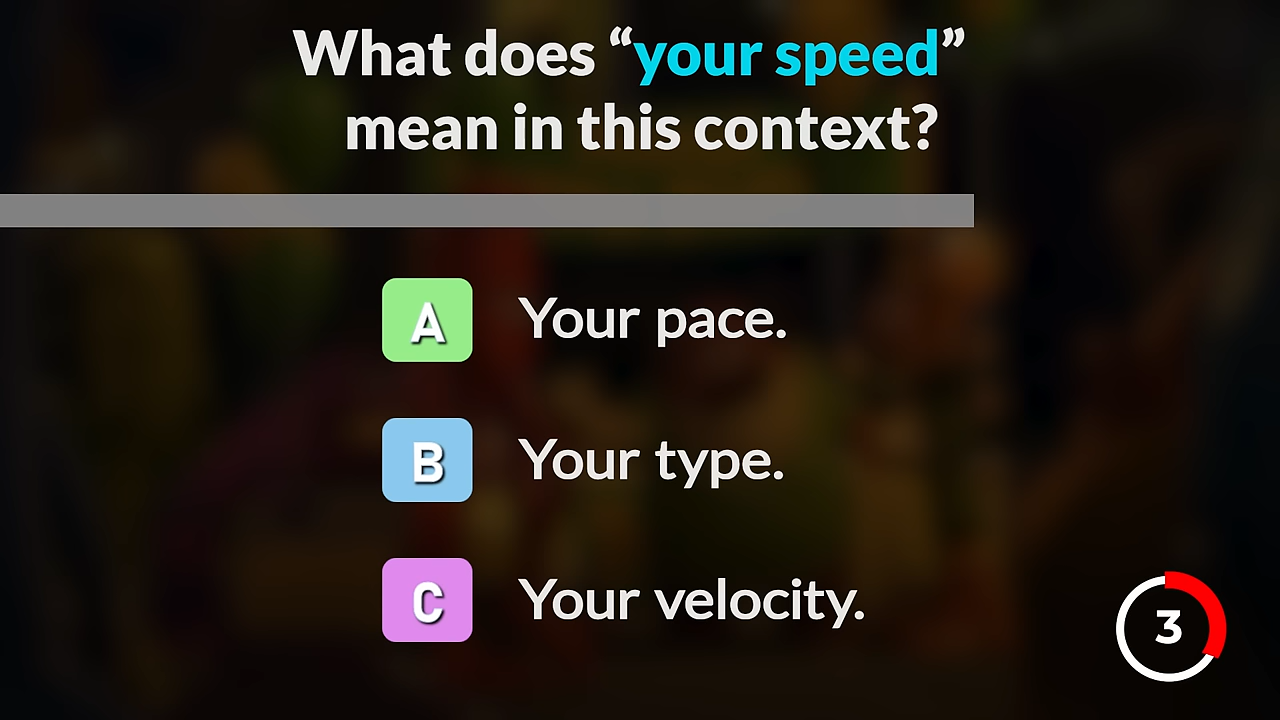 What does “your speed”
mean in this context?
A Your pace.
B Your type.
C Your velocity.
3